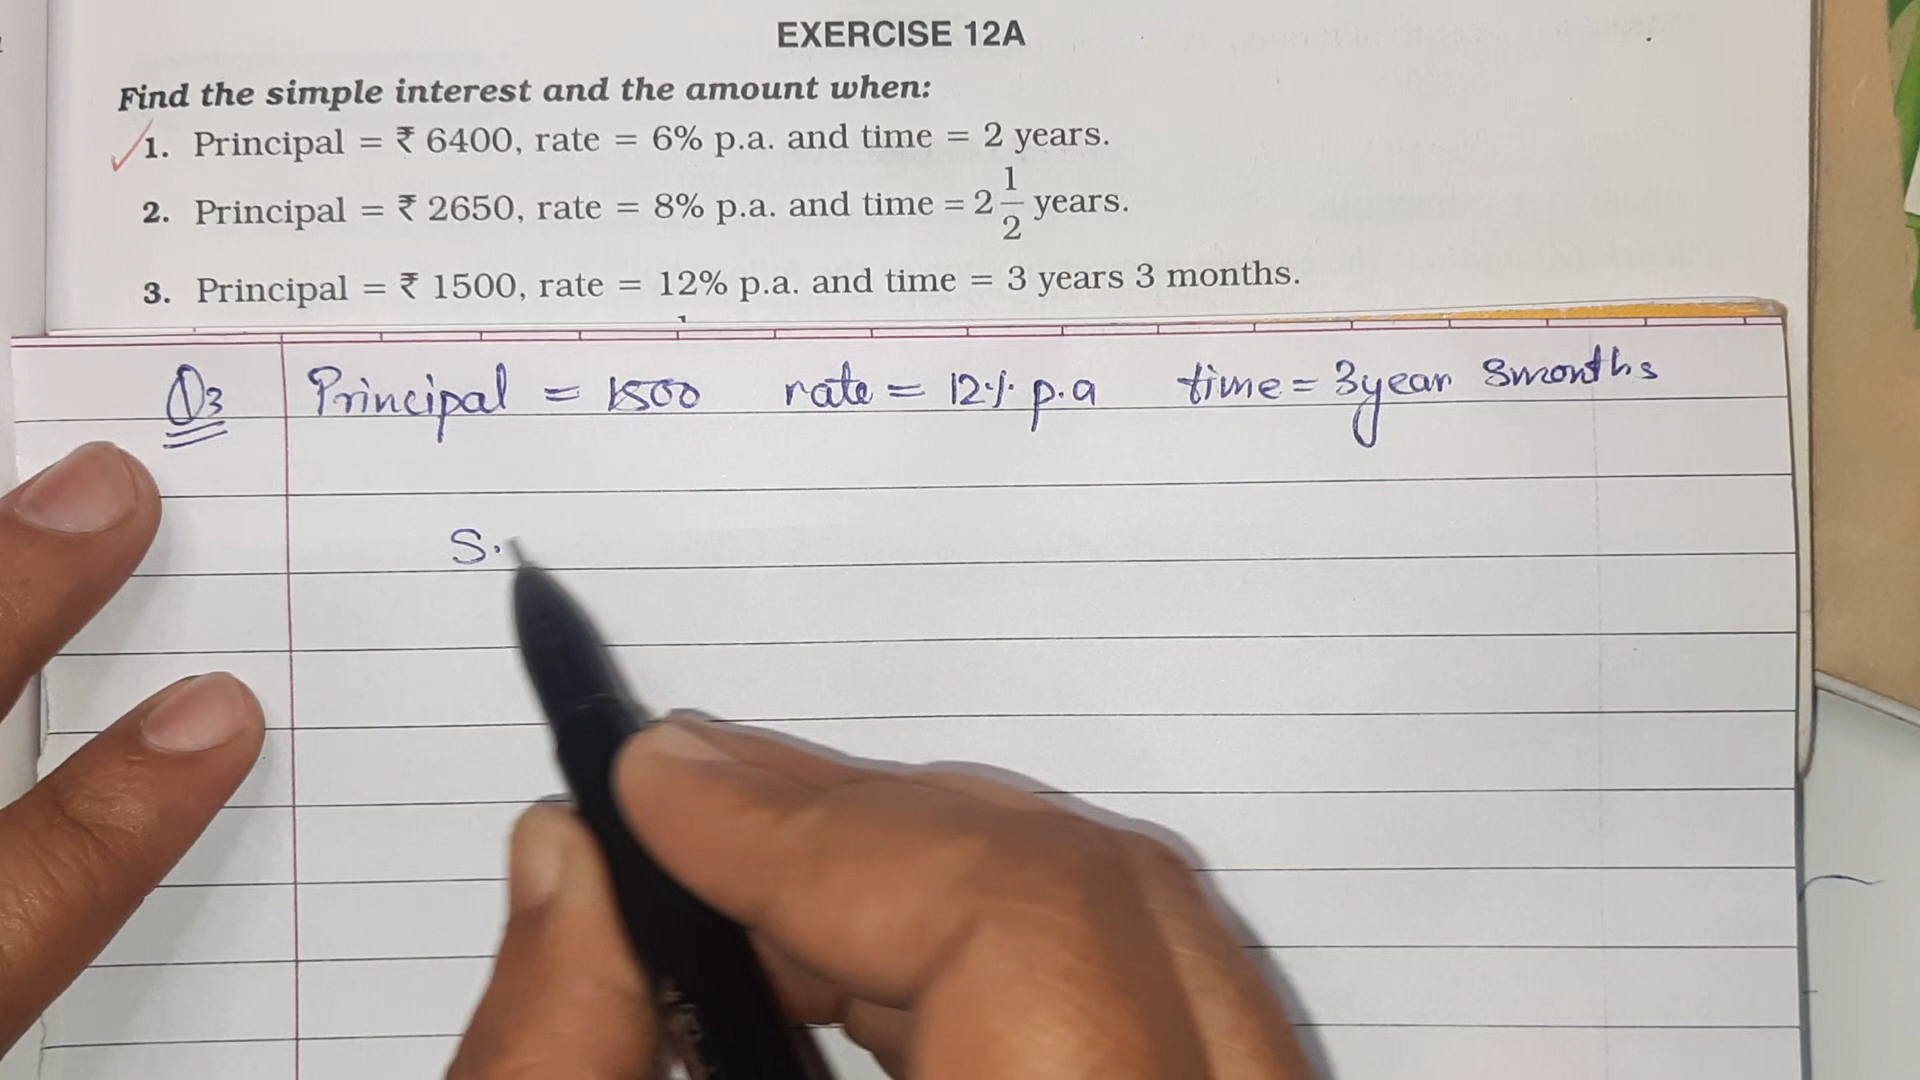 EXERCISE 12A
Find the simple interest and the amount when:
1. Principal = ₹ 6400, rate = 6% p.a. and time = 2 years.
2. Principal = ₹ 2650, rate = 8% p.a. and time = 2 1/2 years.
3. Principal = ₹ 1500, rate = 12% p.a. and time = 3 years 3 months.
Q3 Principal = 1500 rate = 12% p.a time = 3year 3months
S.